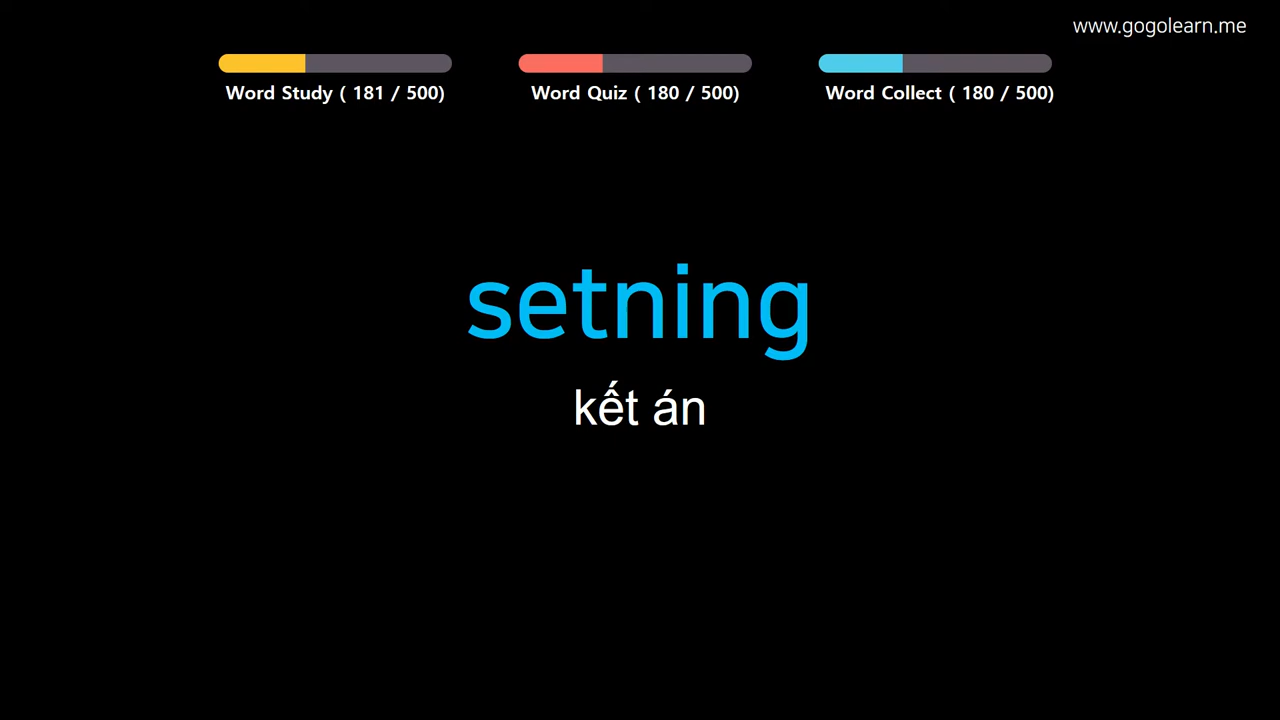 www.gogolearn.me
Word Study ( 181 / 500)
Word Quiz ( 180 / 500)
Word Collect ( 180 / 500)
setning
kết án